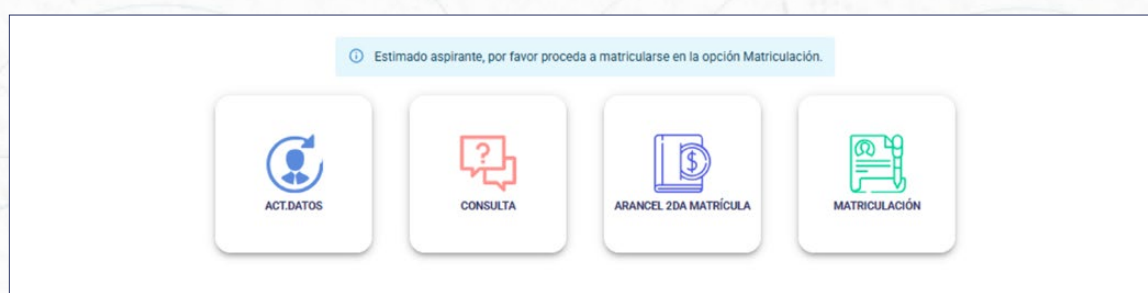 Estimado aspirante, por favor proceda a matricularse en la opción Matriculación.
ACT.DATOS
CONSULTA
ARANCEL 2DA MATRÍCULA
MATRICULACIÓN